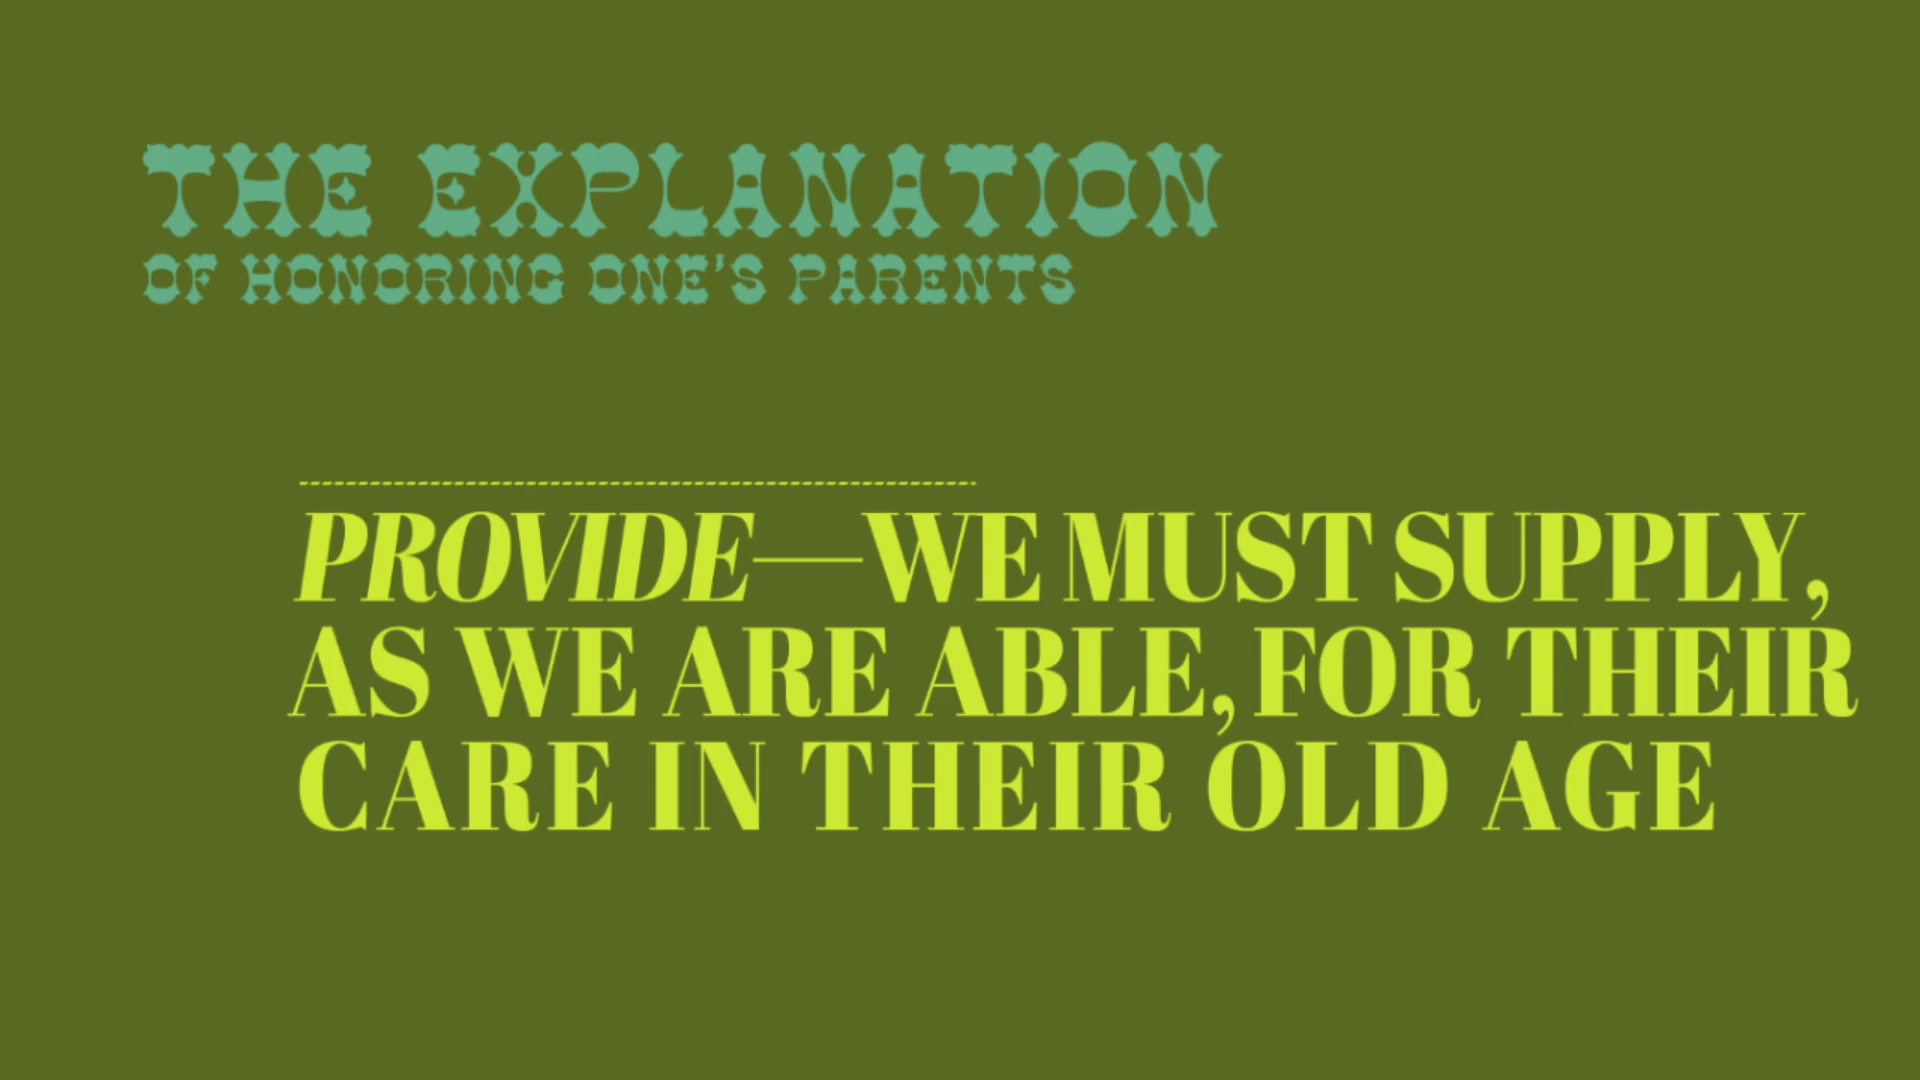 THE EXPLANATION
OF HONORING ONE'S PARENTS
PROVIDE—WE MUST SUPPLY,
AS WE ARE ABLE, FOR THEIR
CARE IN THEIR OLD AGE